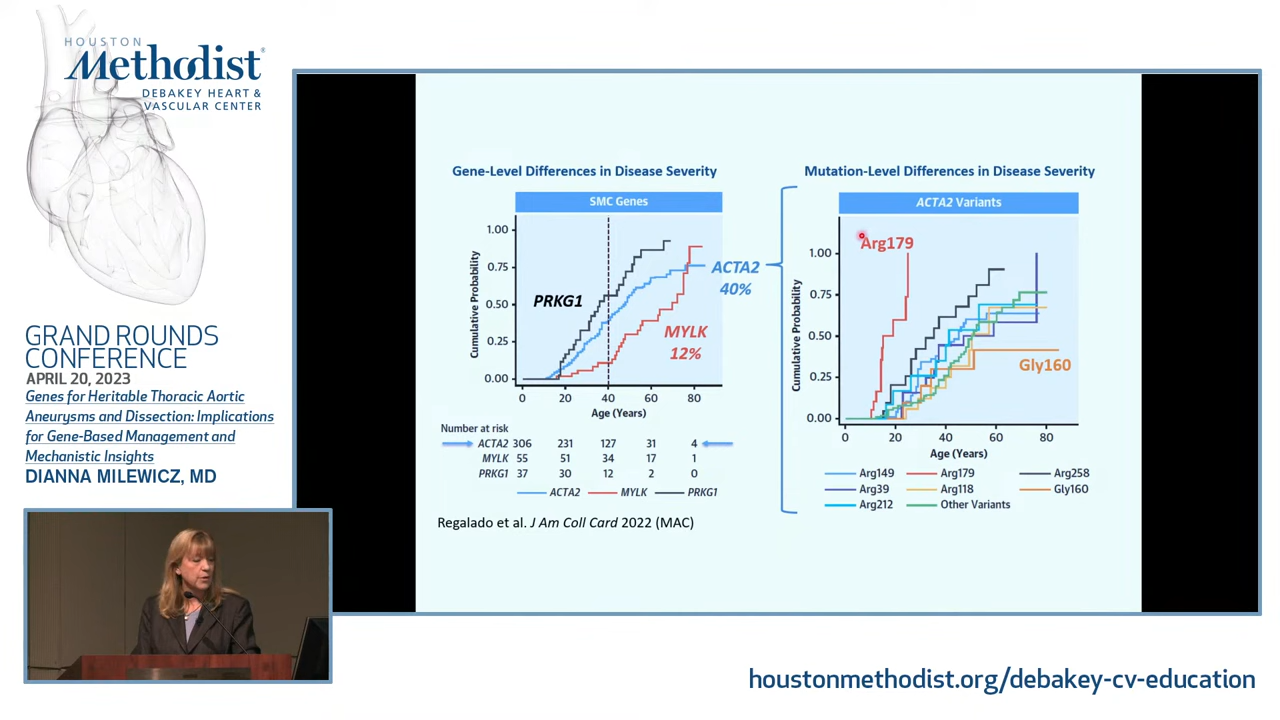 HOUSTON
Methodist®
DEBAKEY HEART &
VASCULAR CENTER
GRAND ROUNDS
CONFERENCE
APRIL 20, 2023
Genes for Heritable Thoracic Aortic
Aneurysms and Dissection: Implications
for Gene-Based Management and
Mechanistic Insights
DIANNA MILEWICZ, MD
Gene-Level Differences in Disease Severity
SMC Genes
Cumulative Probability
1.00
0.75
0.50
0.25
0.00
PRKG1
ACTA2
40%
MYLK
12%
0 20 40 60 80
Age (Years)
Number at risk
ACTA2 306 231 127 31 4
MYLK 55 51 34 17 1
PRKG1 37 30 12 2 0
ACTA2 MYLK PRKG1
Regalado et al. J Am Coll Card 2022 (MAC)
Mutation-Level Differences in Disease Severity
ACTA2 Variants
Cumulative Probability
1.00
0.75
0.50
0.25
0.00
Arg179
Gly160
0 20 40 60 80
Age (Years)
Arg149 Arg179 Arg258
Arg39 Arg118 Gly160
Arg212 Other Variants
houstonmethodist.org/debakey-cv-education